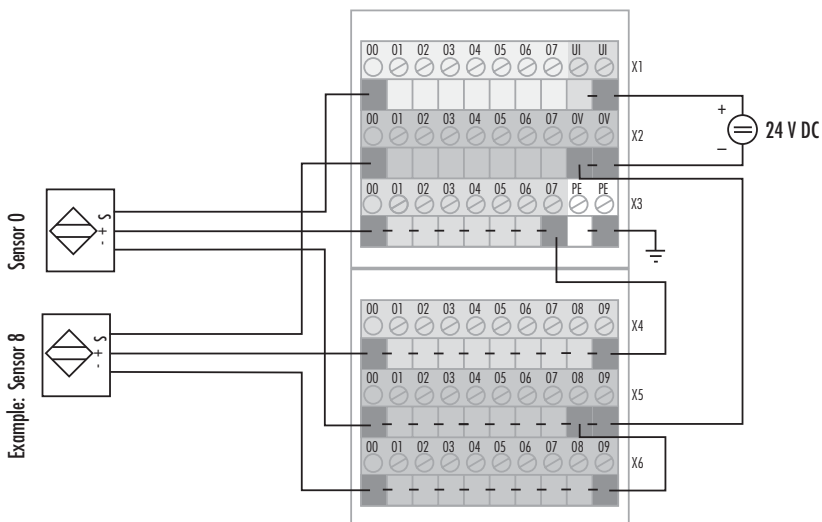 00 01 02 03 04 05 06 07 UI UI
X1
+
00 01 02 03 04 05 06 07 0V 0V
X2
24 V DC
–
00 01 02 03 04 05 06 07 PE PE
X3
Sensor 0
S
+
-
00 01 02 03 04 05 06 07 08 09
X4
Example: Sensor 8
S
+
-
00 01 02 03 04 05 06 07 08 09
X5
00 01 02 03 04 05 06 07 08 09
X6